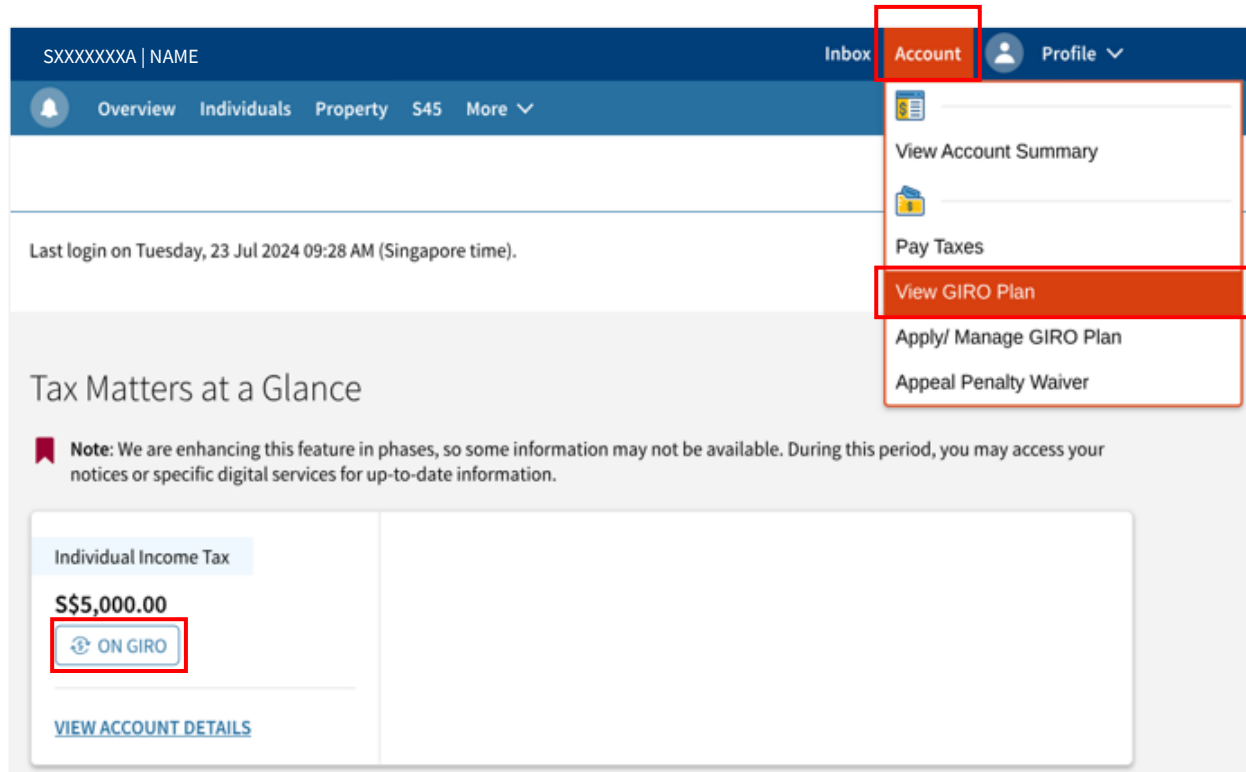 SXXXXXXXA | NAME
Inbox Account Profile
Overview Individuals Property S45 More
View Account Summary
Pay Taxes
View GIRO Plan
Apply/ Manage GIRO Plan
Appeal Penalty Waiver
Last login on Tuesday, 23 Jul 2024 09:28 AM (Singapore time).
Tax Matters at a Glance
Note: We are enhancing this feature in phases, so some information may not be available. During this period, you may access your
notices or specific digital services for up-to-date information.
Individual Income Tax
S$5,000.00
ON GIRO
VIEW ACCOUNT DETAILS